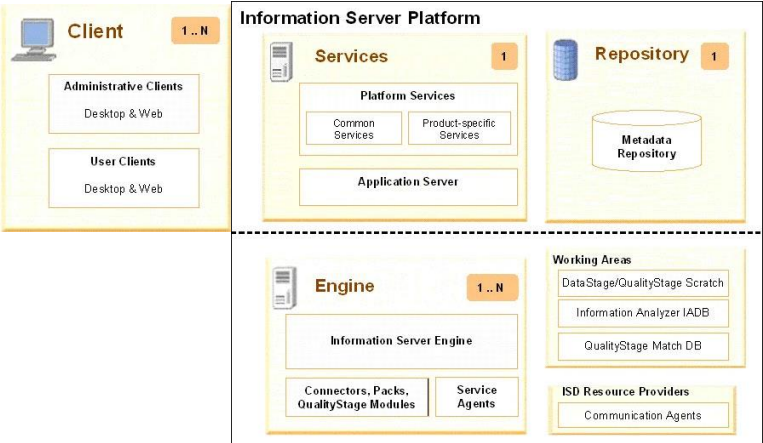 Client
1 .. N
Administrative Clients
Desktop & Web
User Clients
Desktop & Web
Information Server Platform
Services
1
Platform Services
Common
Services
Product-specific
Services
Application Server
Repository
1
Metadata
Repository
Engine
1 .. N
Information Server Engine
Connectors, Packs,
QualityStage Modules
Service
Agents
Working Areas
DataStage/QualityStage Scratch
Information Analyzer IADB
QualityStage Match DB
ISD Resource Providers
Communication Agents